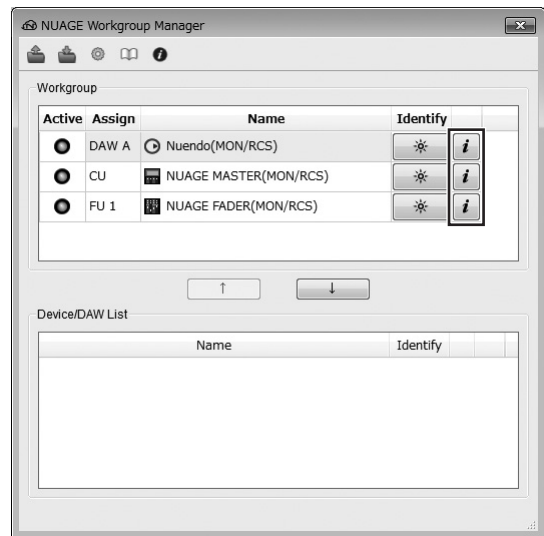 NUAGE Workgroup Manager
Workgroup
Active Assign Name Identify
DAW A Nuendo(MON/RCS) i
CU NUAGE MASTER(MON/RCS) i
FU 1 NUAGE FADER(MON/RCS) i
↑ ↓
Device/DAW List
Name Identify